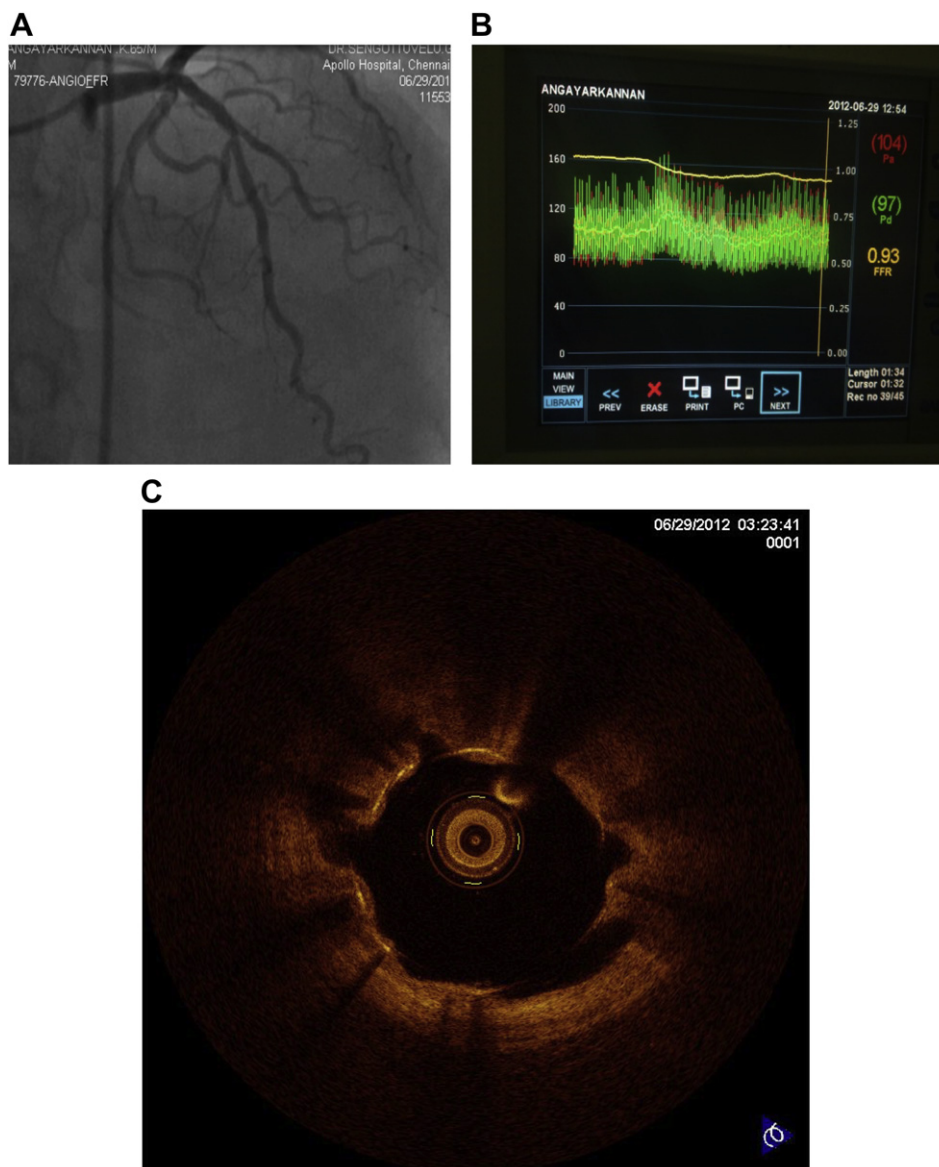 A
ANGAYARKANNAN .K.65/M
M
79776-ANGIOFFR
DR.SENGUTTUVELU.G
Apollo Hospital, Chennai
06/29/201
11553
B
ANGAYARKANNAN
2012-06-29 12:54
200
160
120
80
40
0
1.25
1.00
0.75
0.50
0.25
0.00
(104)
Pa
(97)
Pd
0.93
FFR
MAIN
VIEW
LIBRARY
<<
PREV
ERASE
PRINT
PC
>>
NEXT
Length 01:34
Cursor 01:32
Rec no 39/45
C
06/29/2012 03:23:41
0001